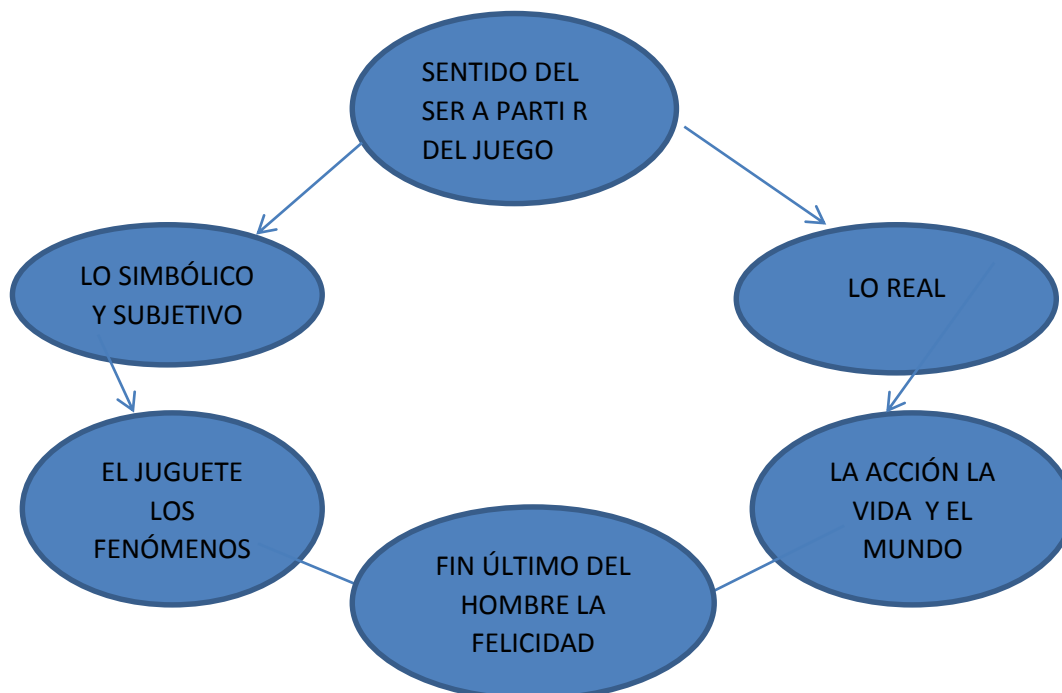 SENTIDO DEL
SER A PARTI R
DEL JUEGO
LO SIMBÓLICO
Y SUBJETIVO
LO REAL
EL JUGUETE
LOS
FENÓMENOS
LA ACCIÓN LA
VIDA Y EL
MUNDO
FIN ÚLTIMO DEL
HOMBRE LA
FELICIDAD